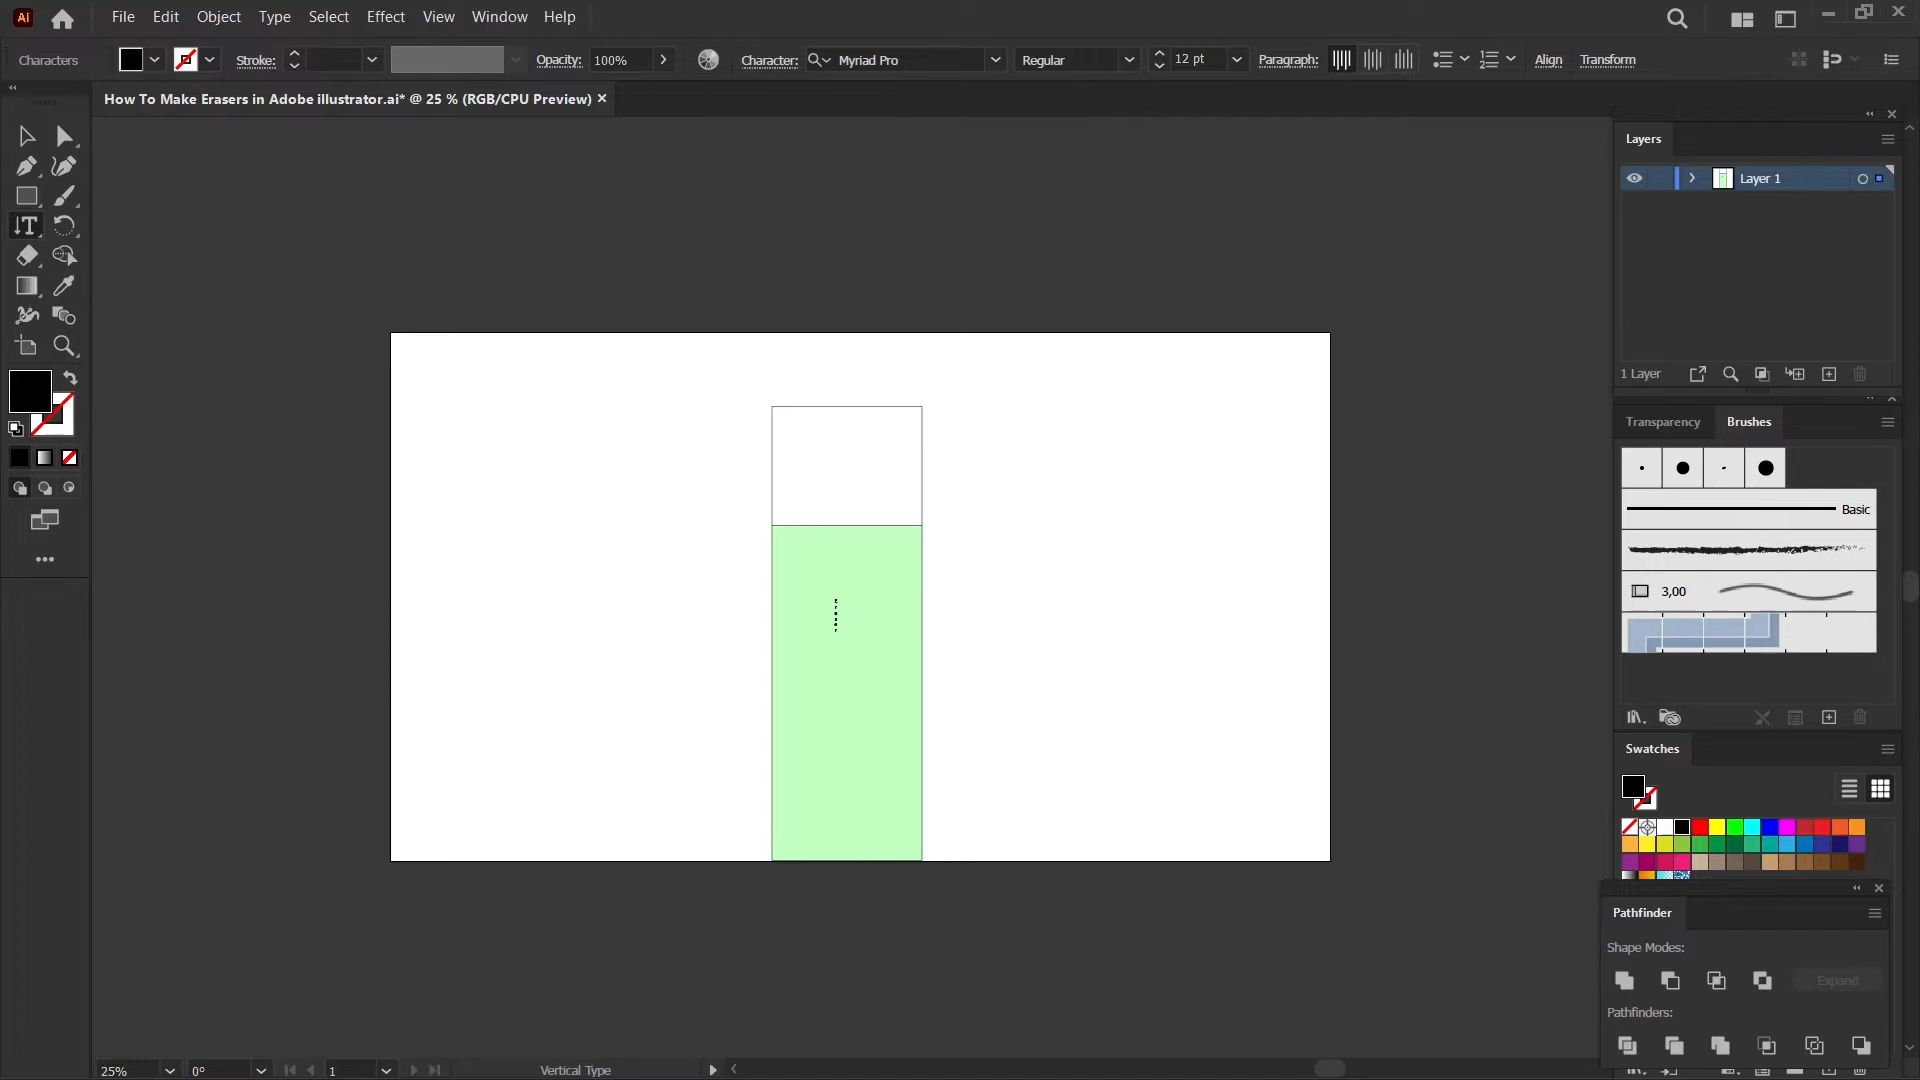 Ai File Edit Object Type Select Effect View Window Help
Characters Stroke: Opacity: 100% Character: Myriad Pro Regular 12 pt Paragraph: Align Transform
How To Make Erasers in Adobe illustrator.ai* @ 25 % (RGB/CPU Preview)
Layers
Layer 1
1 Layer
Transparency Brushes
Basic
3,00
Eraser
Swatches
Pathfinder
Shape Modes:
Expand
Pathfinders:
25% 0° 1 Vertical Type